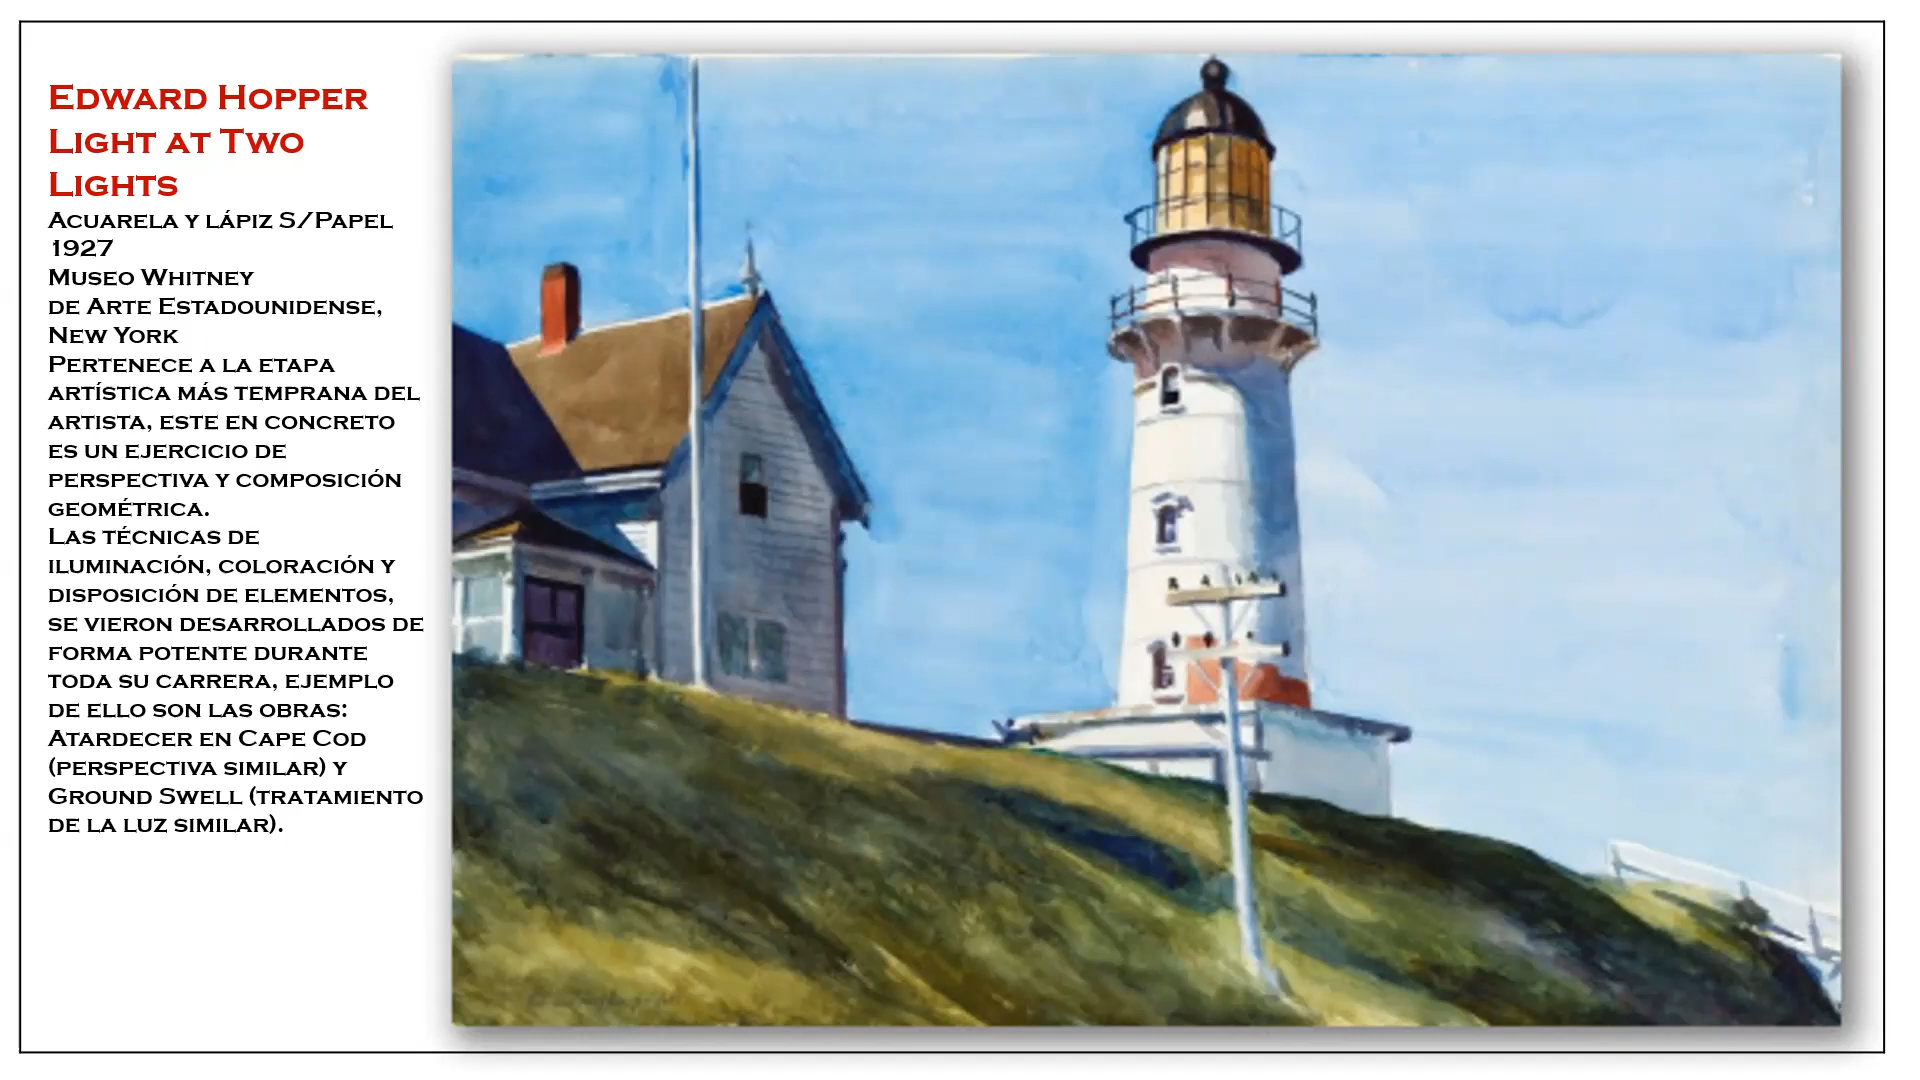 Edward Hopper
Light at Two
Lights
Acuarela y lápiz S/Papel
1927
Museo Whitney
de Arte Estadounidense,
New York
Pertenece a la etapa
artística más temprana del
artista, este en concreto
es un ejercicio de
perspectiva y composición
geométrica.
Las técnicas de
iluminación, coloración y
disposición de elementos,
se vieron desarrollados de
forma potente durante
toda su carrera, ejemplo
de ello son las obras:
Atardecer en Cape Cod
(perspectiva similar) y
Ground Swell (tratamiento
de la luz similar).